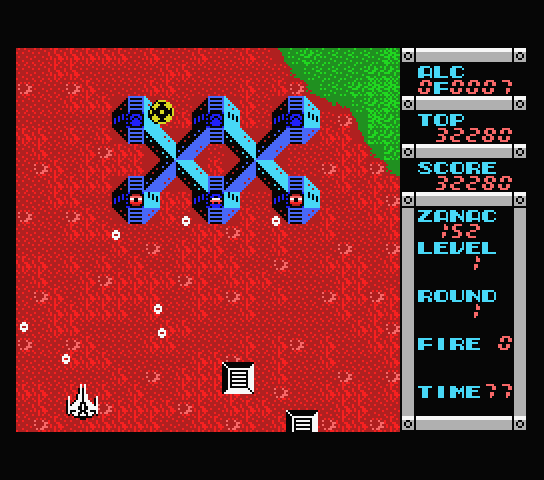 ALC
0F0007
TOP
32280
SCORE
32280
ZANAC
152
LEVEL
1
ROUND
1
FIRE 0
TIME 77